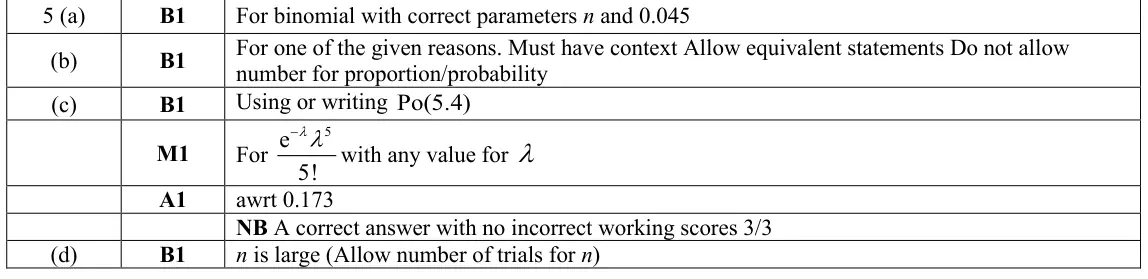 5 (a) B1 For binomial with correct parameters n and 0.045
(b) B1 For one of the given reasons. Must have context Allow equivalent statements Do not allow
number for proportion/probability
(c) B1 Using or writing Po(5.4)
M1 For e^{−λ}λ^5/5! with any value for λ
A1 awrt 0.173
NB A correct answer with no incorrect working scores 3/3
(d) B1 n is large (Allow number of trials for n)